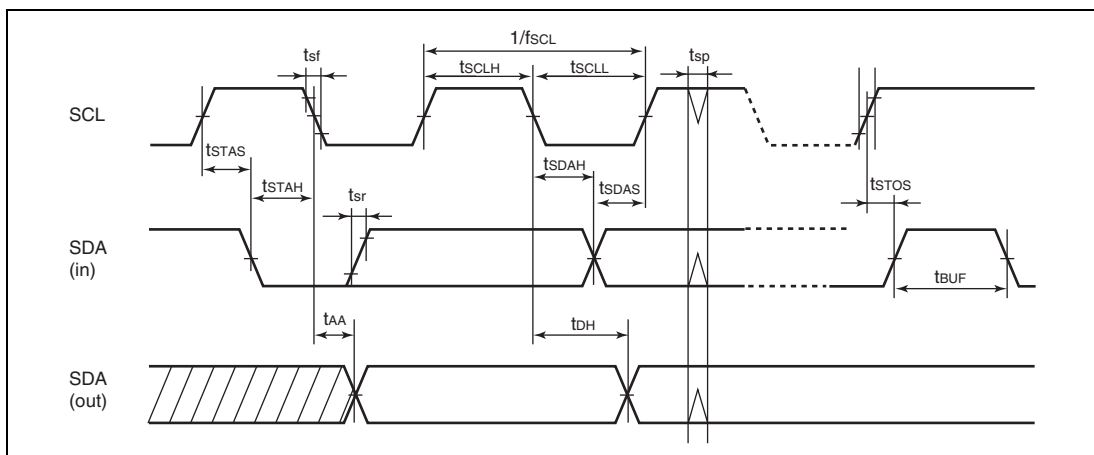 1/fSCL
tsf
tSCLH
tSCLL
tsp
SCL
tSTAS
tSTAH
tsr
tSDAH
tSDAS
tSTOS
SDA
(in)
tBUF
tAA
tDH
SDA
(out)